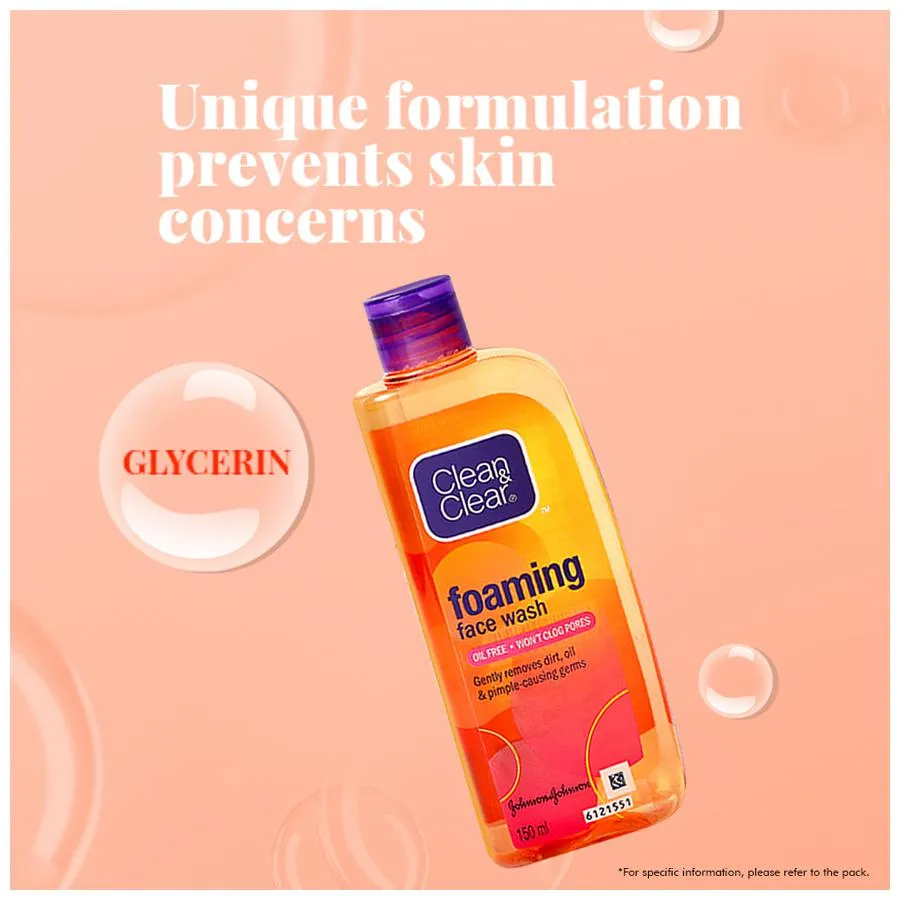 Unique formulation
prevents skin
concerns
GLYCERIN
Clean &
Clear®
™
foaming
face wash
OIL FREE • WON'T CLOG PORES
Gently removes dirt, oil
& pimple-causing germs
Johnson & Johnson
6121551
150 ml
*For specific information, please refer to the pack.